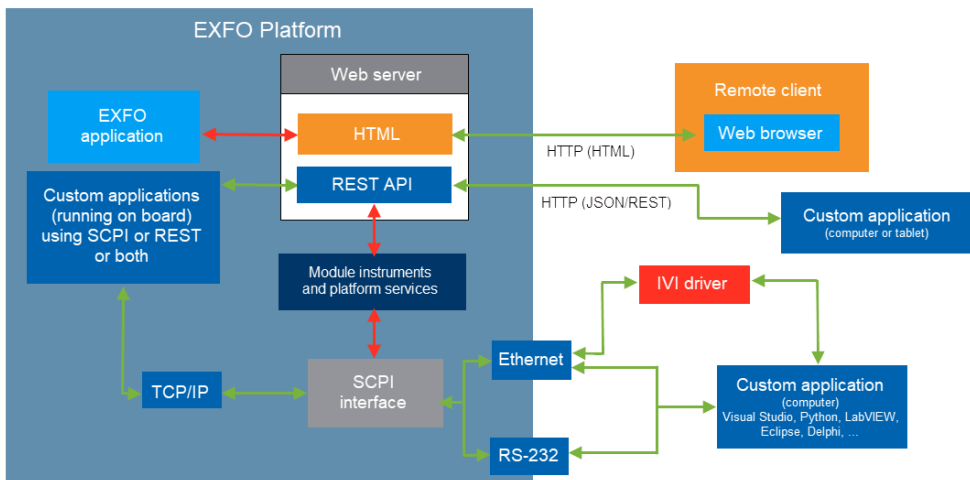 EXFO Platform
Web server
EXFO
application
HTML
REST API
Remote client
Web browser
HTTP (HTML)
HTTP (JSON/REST)
Custom applications
(running on board)
using SCPI or REST
or both
Custom application
(computer or tablet)
Module instruments
and platform services
IVI driver
Ethernet
TCP/IP
SCPI
interface
RS-232
Custom application
(computer)
Visual Studio, Python, LabVIEW,
Eclipse, Delphi, ...